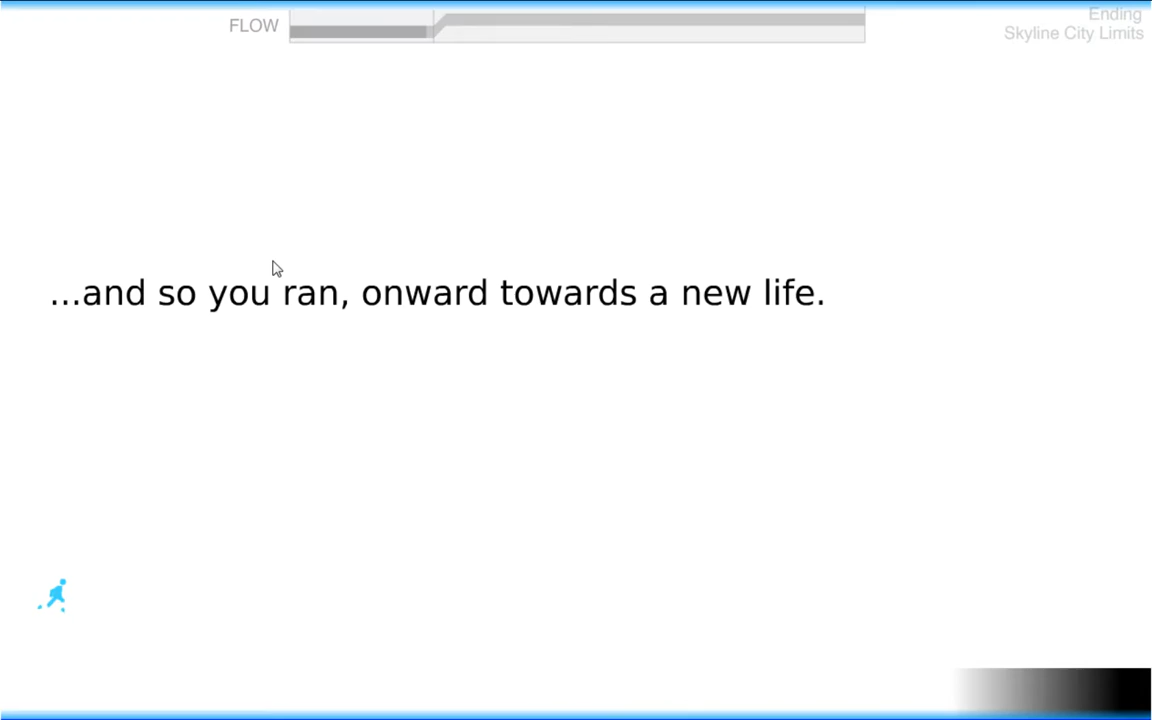 FLOW
Ending
Skyline City Limits
...and so you ran, onward towards a new life.